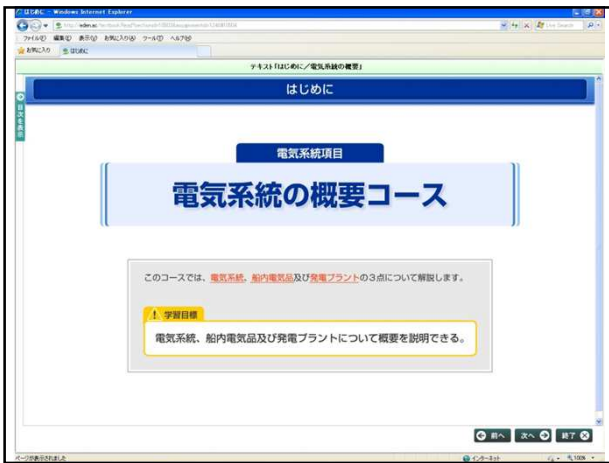 はじめに - Windows Internet Explorer
ファイル(F) 編集(E) 表示(V) お気に入り(A) ツール(T) ヘルプ(H)
お気に入り はじめに
テキスト「はじめに/電気系統の概要」
はじめに
目次を表示
電気系統項目
電気系統の概要コース
このコースでは、電気系統、船内電気品及び発電プラントの3点について解説します。
学習目標
電気系統、船内電気品及び発電プラントについて概要を説明できる。
前へ 次へ 終了
ページが表示されました インターネット 100%